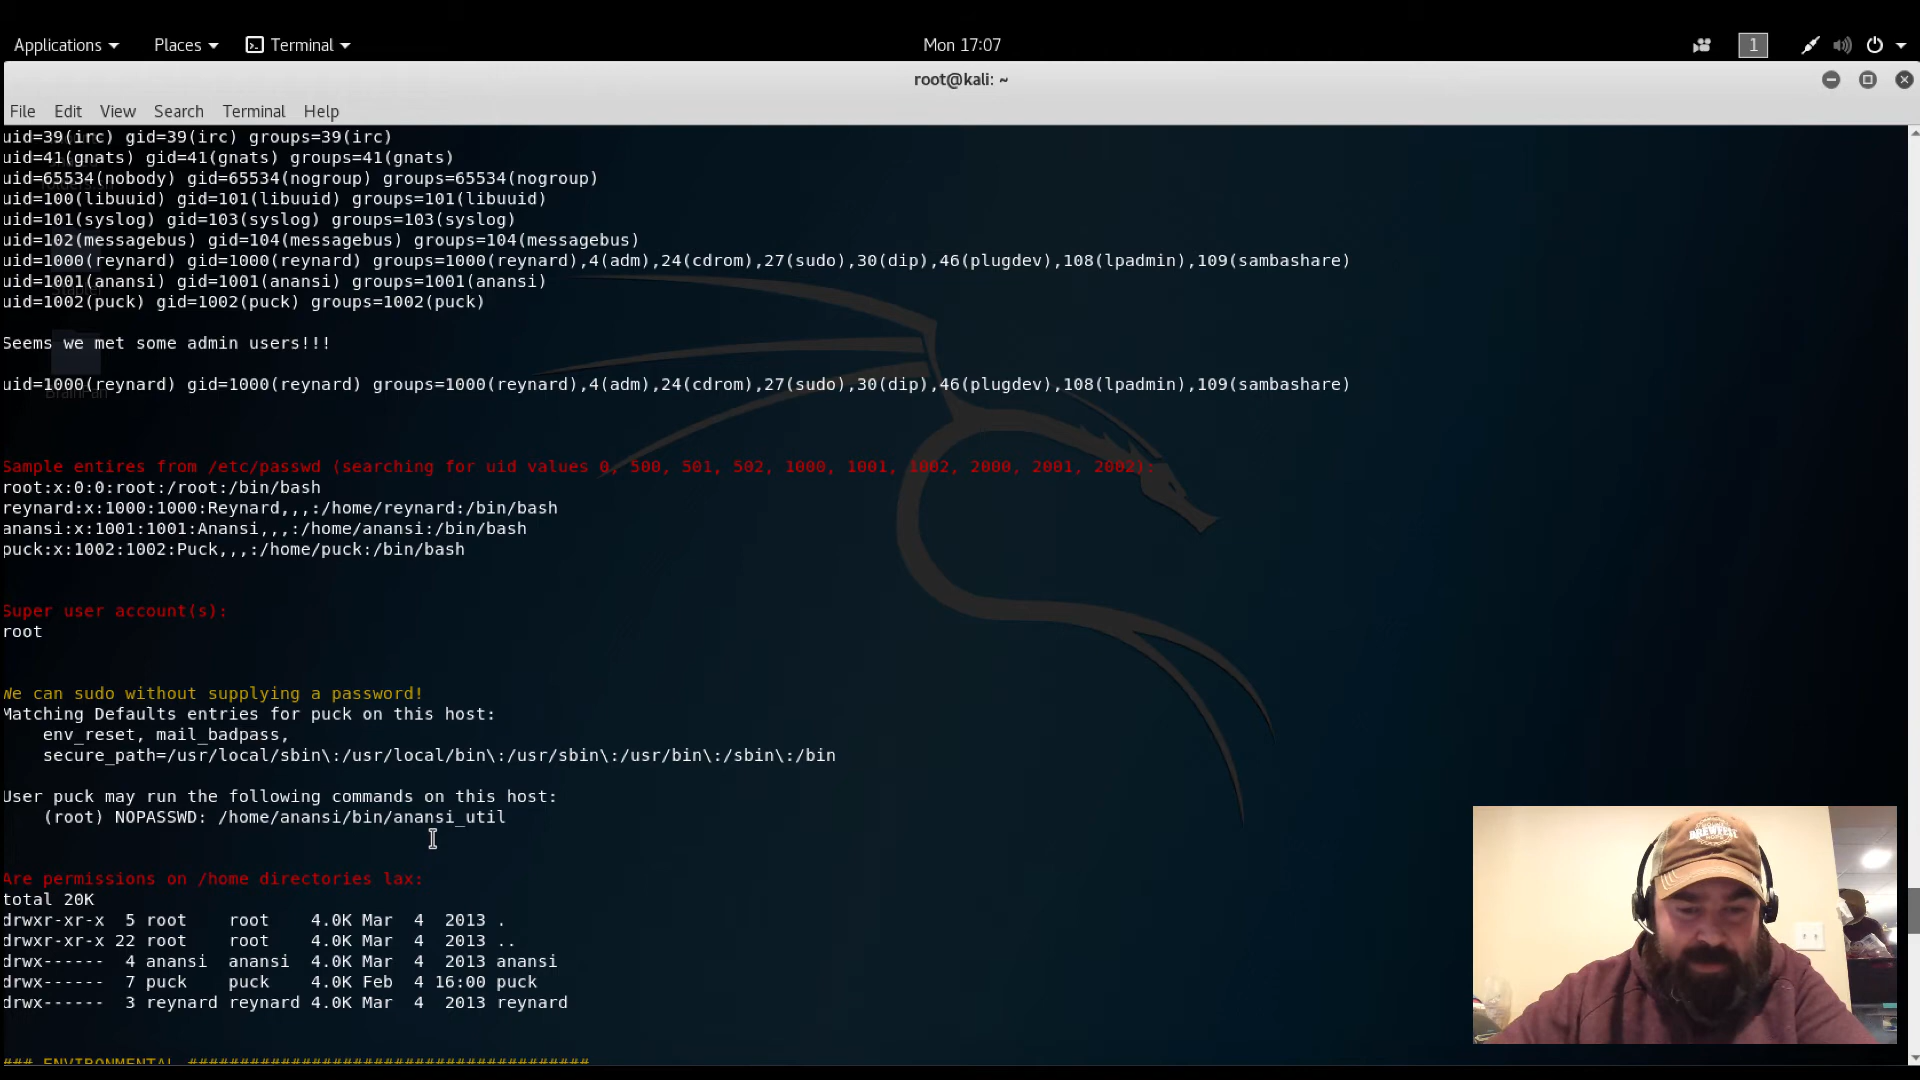 Applications Places Terminal Mon 17:07 1
root@kali: ~
File Edit View Search Terminal Help
uid=39(irc) gid=39(irc) groups=39(irc)
uid=41(gnats) gid=41(gnats) groups=41(gnats)
uid=65534(nobody) gid=65534(nogroup) groups=65534(nogroup)
uid=100(libuuid) gid=101(libuuid) groups=101(libuuid)
uid=101(syslog) gid=103(syslog) groups=103(syslog)
uid=102(messagebus) gid=104(messagebus) groups=104(messagebus)
uid=1000(reynard) gid=1000(reynard) groups=1000(reynard),4(adm),24(cdrom),27(sudo),30(dip),46(plugdev),108(lpadmin),109(sambashare)
uid=1001(anansi) gid=1001(anansi) groups=1001(anansi)
uid=1002(puck) gid=1002(puck) groups=1002(puck)
Seems we met some admin users!!!
uid=1000(reynard) gid=1000(reynard) groups=1000(reynard),4(adm),24(cdrom),27(sudo),30(dip),46(plugdev),108(lpadmin),109(sambashare)
Sample entires from /etc/passwd (searching for uid values 0, 500, 501, 502, 1000, 1001, 1002, 2000, 2001, 2002):
root:x:0:0:root:/root:/bin/bash
reynard:x:1000:1000:Reynard,,,:/home/reynard:/bin/bash
anansi:x:1001:1001:Anansi,,,:/home/anansi:/bin/bash
puck:x:1002:1002:Puck,,,:/home/puck:/bin/bash
Super user account(s):
root
We can sudo without supplying a password!
Matching Defaults entries for puck on this host:
env_reset, mail_badpass,
secure_path=/usr/local/sbin\:/usr/local/bin\:/usr/sbin\:/usr/bin\:/sbin\:/bin
User puck may run the following commands on this host:
(root) NOPASSWD: /home/anansi/bin/anansi_util
Are permissions on /home directories lax:
total 20K
drwxr-xr-x 5 root root 4.0K Mar 4 2013 .
drwxr-xr-x 22 root root 4.0K Mar 4 2013 ..
drwx------ 4 anansi anansi 4.0K Mar 4 2013 anansi
drwx------ 7 puck puck 4.0K Feb 4 16:00 puck
drwx------ 3 reynard reynard 4.0K Mar 4 2013 reynard
### ENVIRONMENTAL #######################################